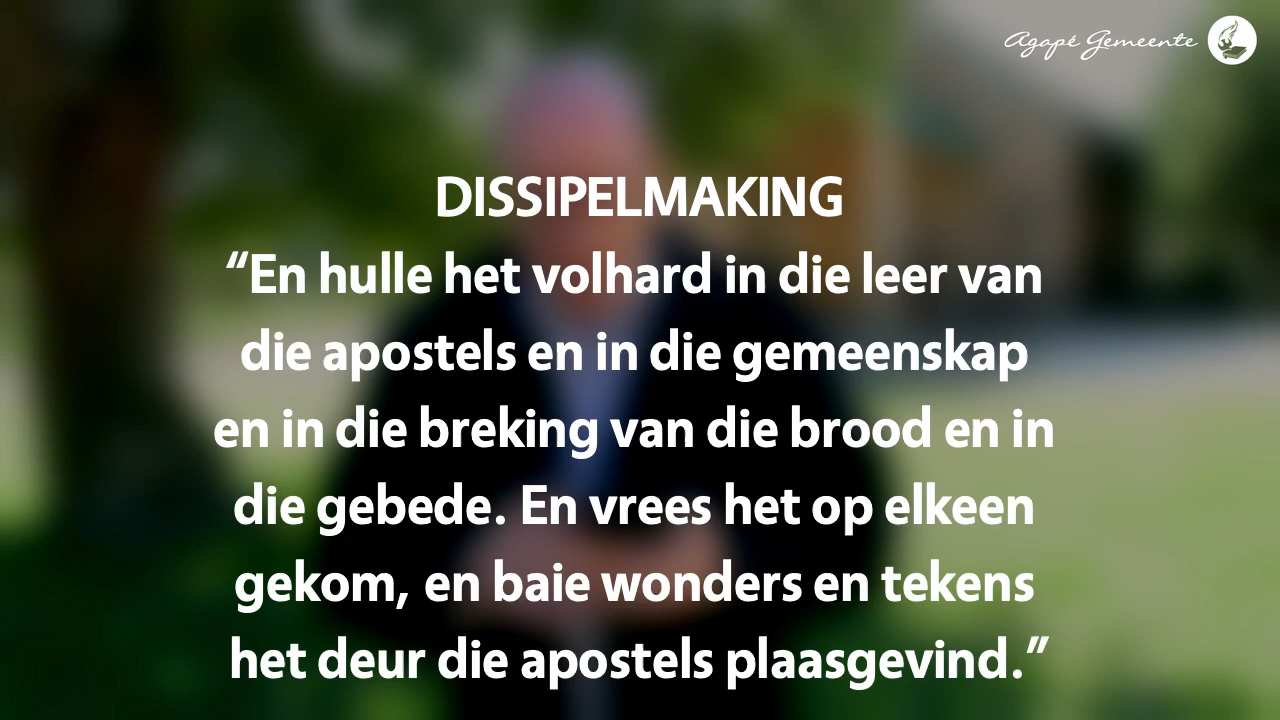 Agapé Gemeente
DISSIPELMAKING
“En hulle het volhard in die leer van
die apostels en in die gemeenskap
en in die breking van die brood en in
die gebede. En vrees het op elkeen
gekom, en baie wonders en tekens
het deur die apostels plaasgevind.”